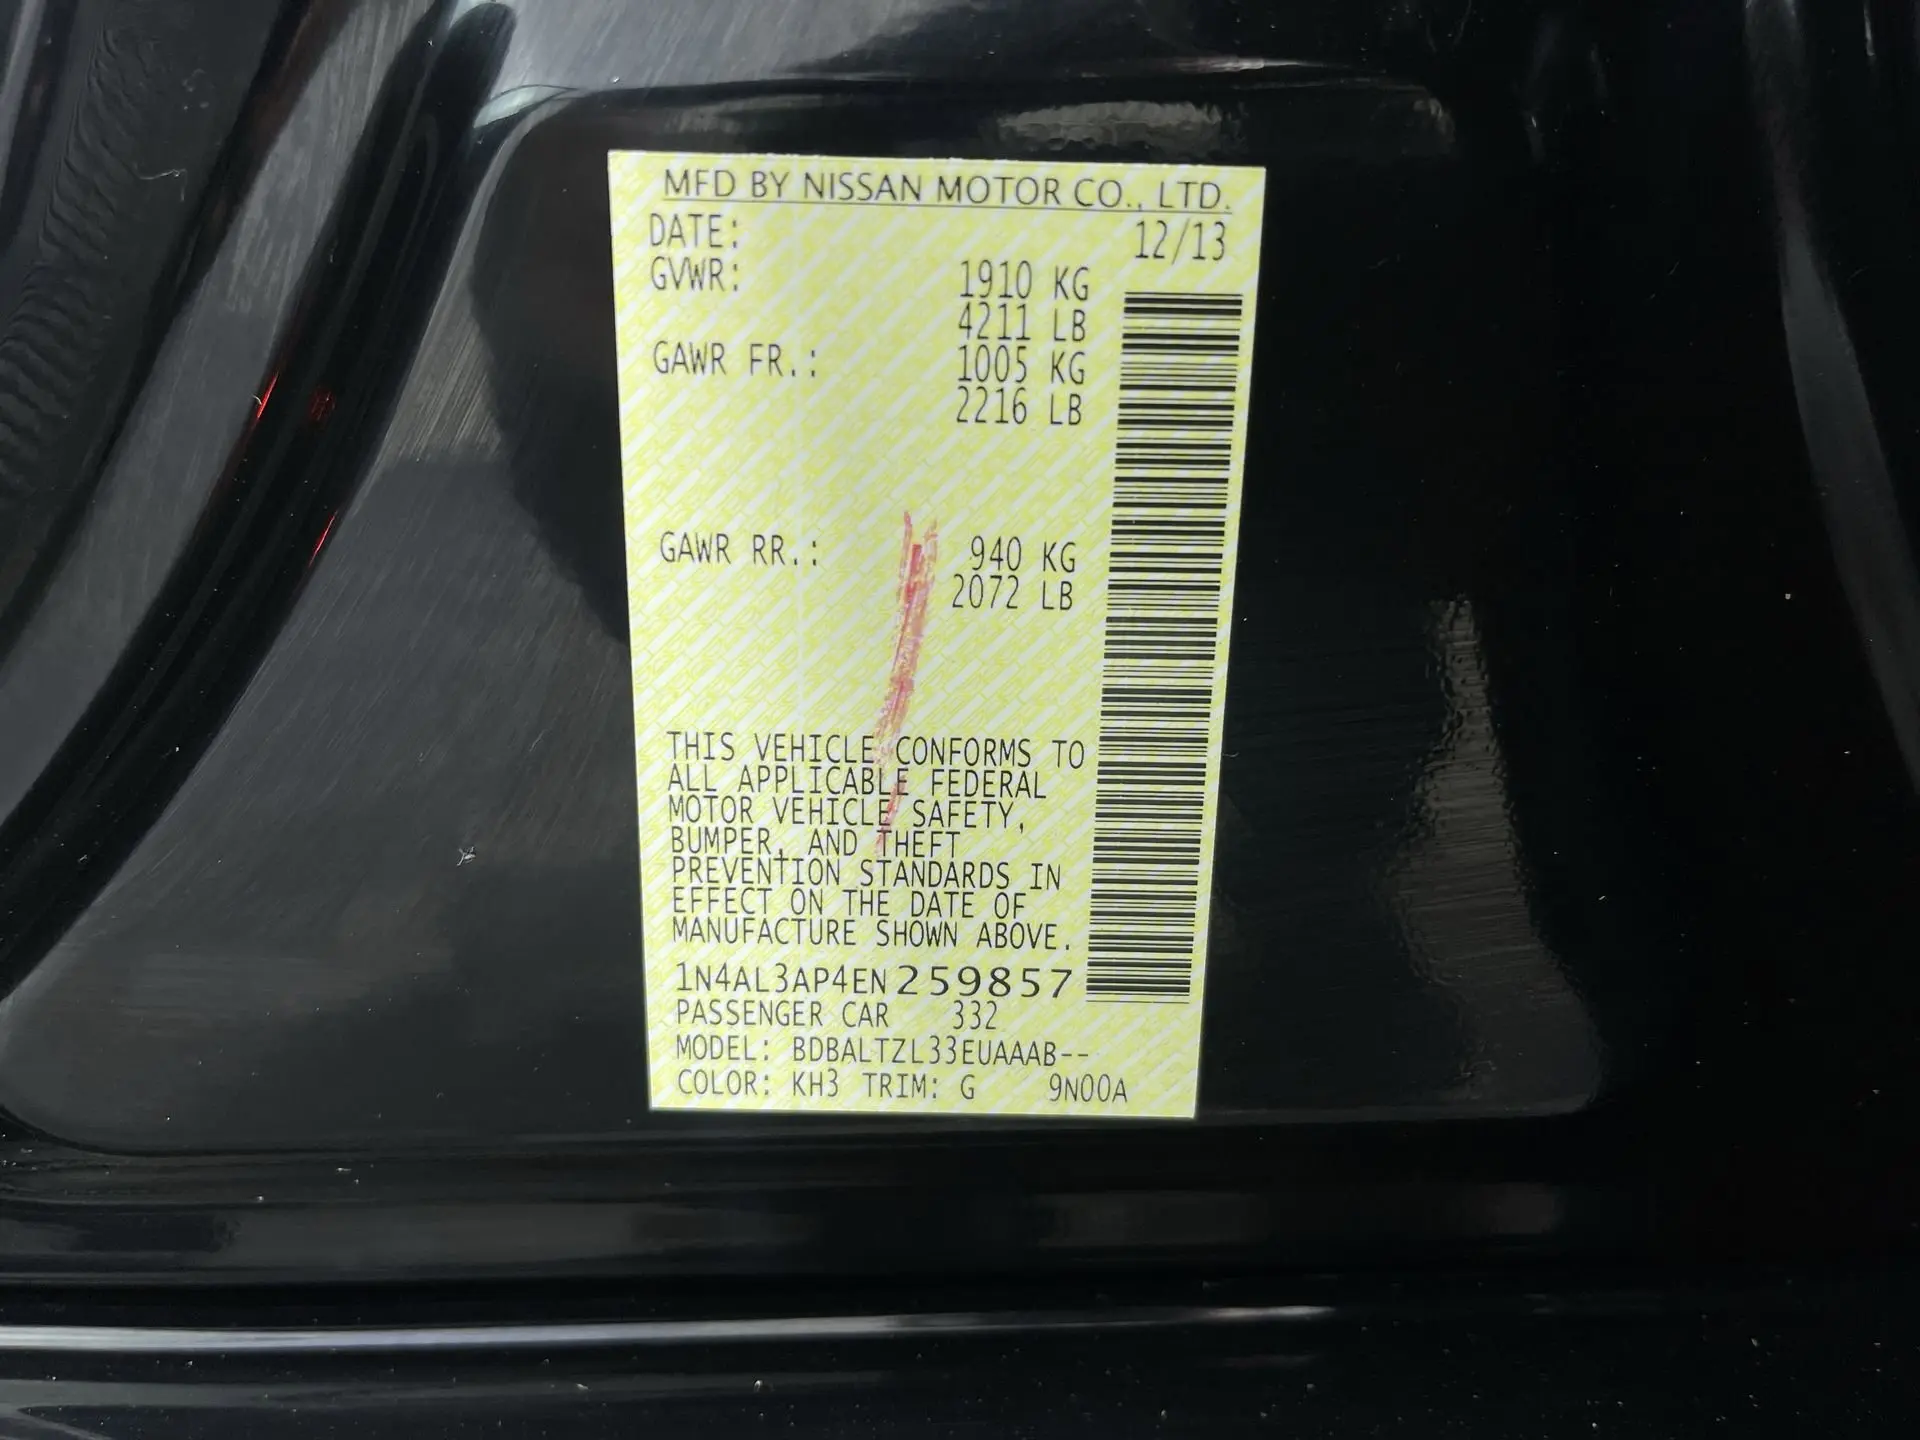 MFD BY NISSAN MOTOR CO., LTD.
DATE: 12/13
GVWR: 1910 KG
4211 LB
GAWR FR.: 1005 KG
2216 LB
GAWR RR.: 940 KG
2072 LB
THIS VEHICLE CONFORMS TO
ALL APPLICABLE FEDERAL
MOTOR VEHICLE SAFETY,
BUMPER, AND THEFT
PREVENTION STANDARDS IN
EFFECT ON THE DATE OF
MANUFACTURE SHOWN ABOVE.
1N4AL3AP4EN259857
PASSENGER CAR 332
MODEL: BDBALTZL33EUAAAB--
COLOR: KH3 TRIM: G 9N00A